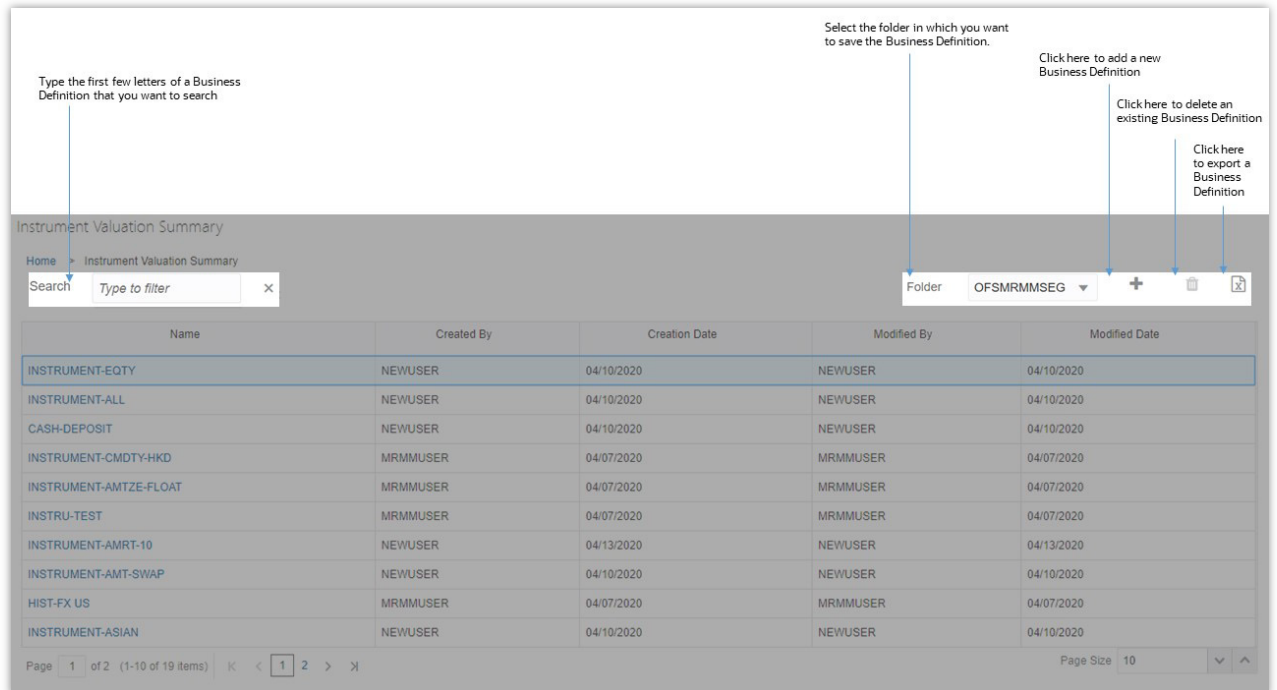 Select the folder in which you want
to save the Business Definition.
Click here to add a new
Business Definition
Type the first few letters of a Business
Definition that you want to search
Click here to delete an
existing Business Definition
Click here
to export a
Business
Definition
Instrument Valuation Summary
Home > Instrument Valuation Summary
Search Type to filter × Folder OFSMRMMSEG
Name Created By Creation Date Modified By Modified Date
INSTRUMENT-EQTY NEWUSER 04/10/2020 NEWUSER 04/10/2020
INSTRUMENT-ALL NEWUSER 04/10/2020 NEWUSER 04/10/2020
CASH-DEPOSIT NEWUSER 04/10/2020 NEWUSER 04/10/2020
INSTRUMENT-CMDTY-HKD MRMMUSER 04/07/2020 MRMMUSER 04/07/2020
INSTRUMENT-AMTZE-FLOAT MRMMUSER 04/07/2020 MRMMUSER 04/07/2020
INSTRU-TEST MRMMUSER 04/07/2020 MRMMUSER 04/07/2020
INSTRUMENT-AMRT-10 NEWUSER 04/13/2020 NEWUSER 04/13/2020
INSTRUMENT-AMT-SWAP NEWUSER 04/10/2020 NEWUSER 04/10/2020
HIST-FX US MRMMUSER 04/07/2020 MRMMUSER 04/07/2020
INSTRUMENT-ASIAN NEWUSER 04/10/2020 NEWUSER 04/10/2020
Page 1 of 2 (1-10 of 19 items) 1 2 Page Size 10